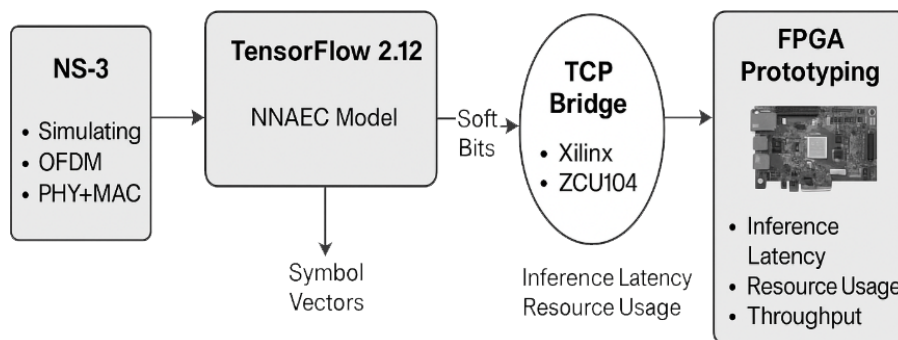 NS-3
• Simulating
• OFDM
• PHY+MAC
TensorFlow 2.12
NNAEC Model
Symbol
Vectors
Soft
Bits
TCP
Bridge
• Xilinx
• ZCU104
Inference Latency
Resource Usage
FPGA
Prototyping
• Inference
Latency
• Resource Usage
• Throughput